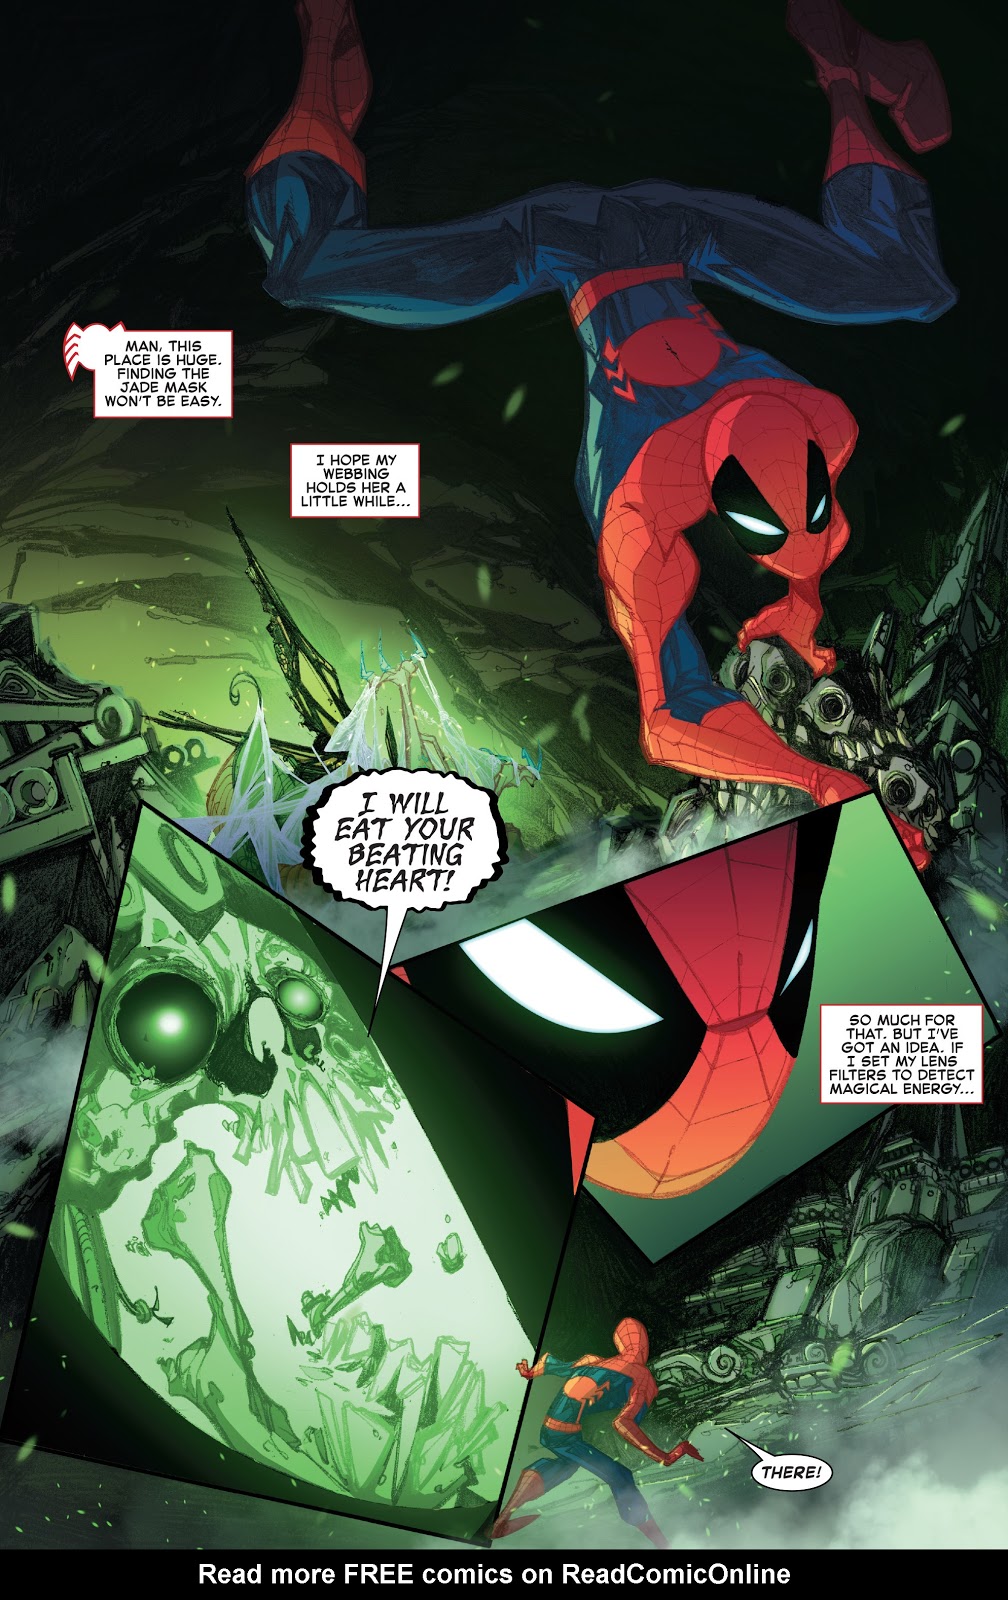 MAN, THIS
PLACE IS HUGE.
FINDING THE
JADE MASK
WON'T BE EASY.
I HOPE MY
WEBBING
HOLDS HER A
LITTLE WHILE...
I WILL
EAT YOUR
BEATING
HEART!
SO MUCH FOR
THAT. BUT I'VE
GOT AN IDEA. IF
I SET MY LENS
FILTERS TO DETECT
MAGICAL ENERGY...
THERE!
Read more FREE comics on ReadComicOnline